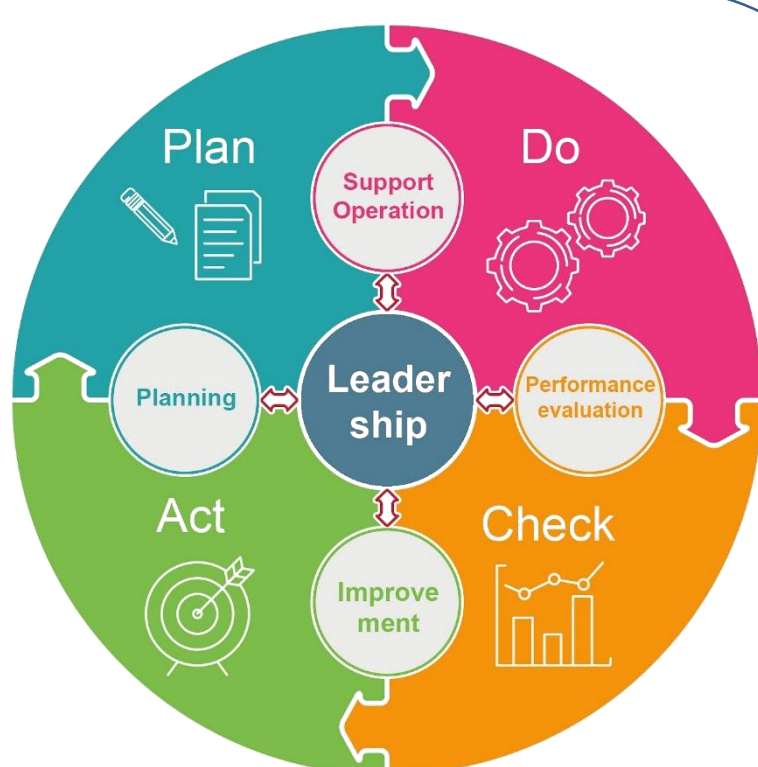 Plan
Do
Support
Operation
Planning
Leader
ship
Performance
evaluation
Act
Check
Improve
ment